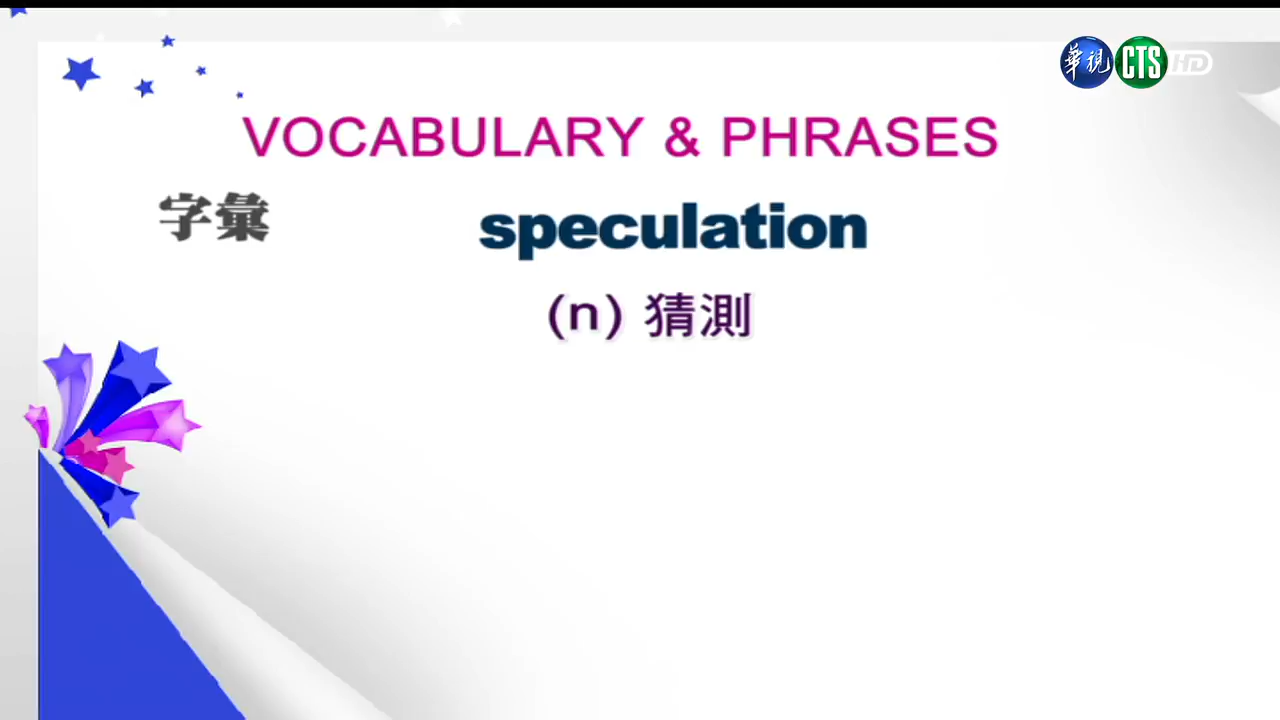 華視 CTS HD
VOCABULARY & PHRASES
字彙 speculation
(n) 猜測